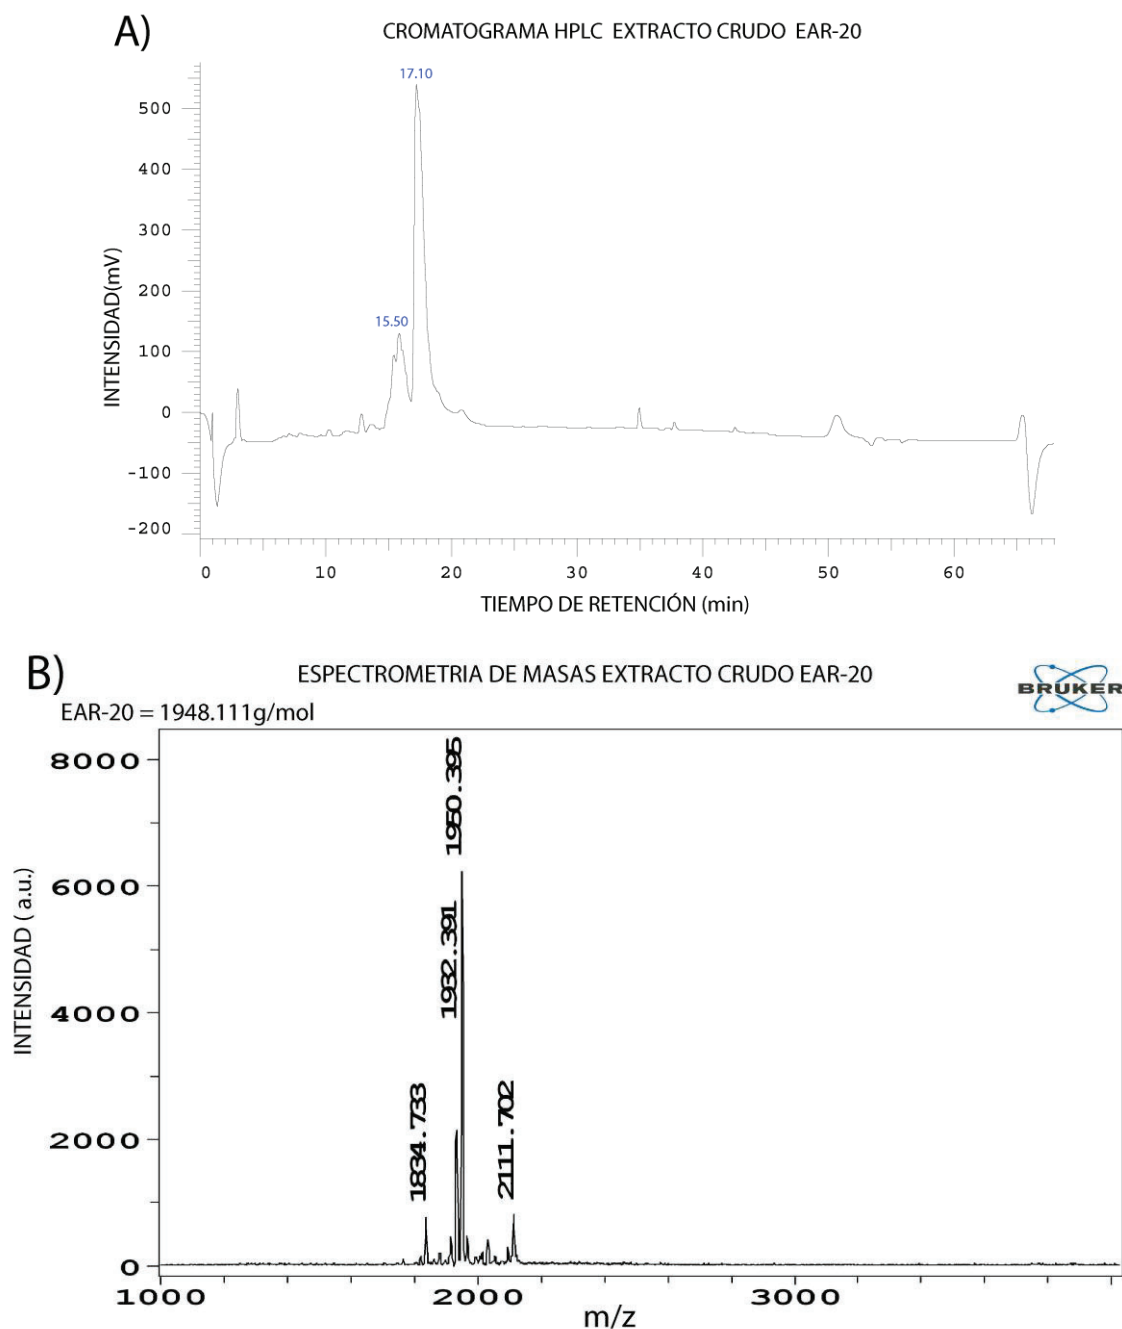 A)
CROMATOGRAMA HPLC EXTRACTO CRUDO EAR-20
17.10
15.50
500
400
300
200
100
0
-100
-200
INTENSIDAD(mV)
0 10 20 30 40 50 60
TIEMPO DE RETENCIÓN (min)
B)
ESPECTROMETRIA DE MASAS EXTRACTO CRUDO EAR-20
BRUKER
EAR-20 = 1948.111g/mol
8000
6000
4000
2000
0
INTENSIDAD ( a.u.)
1834.733
1932.391
1950.395
2111.702
1000 2000 3000
m/z